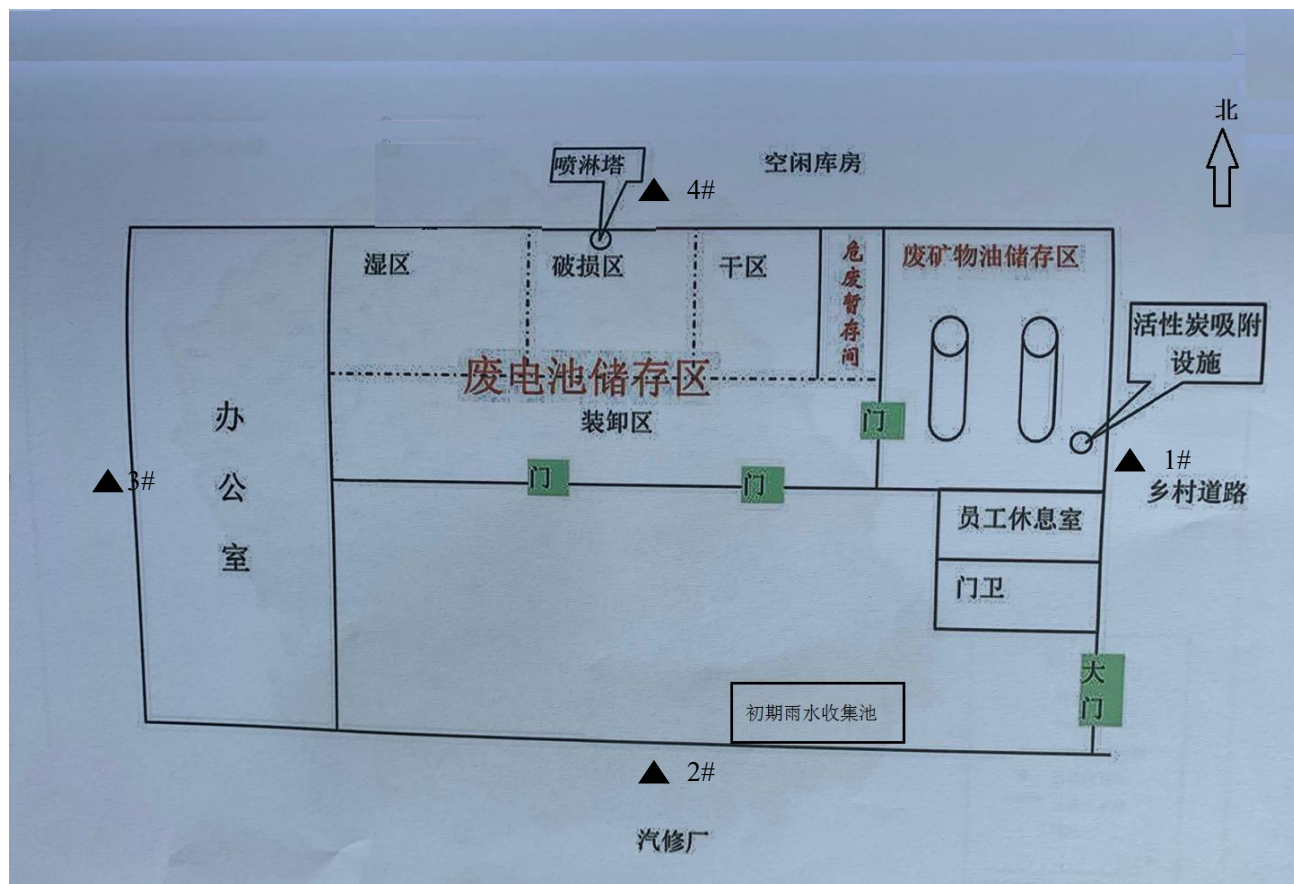 北
喷淋塔
空闲库房
4#
湿区
破损区
干区
危废暂存间
废矿物油储存区
活性炭吸附
设施
废电池储存区
装卸区
门
办公室
3#
门
门
1#
乡村道路
员工休息室
门卫
大门
初期雨水收集池
2#
汽修厂